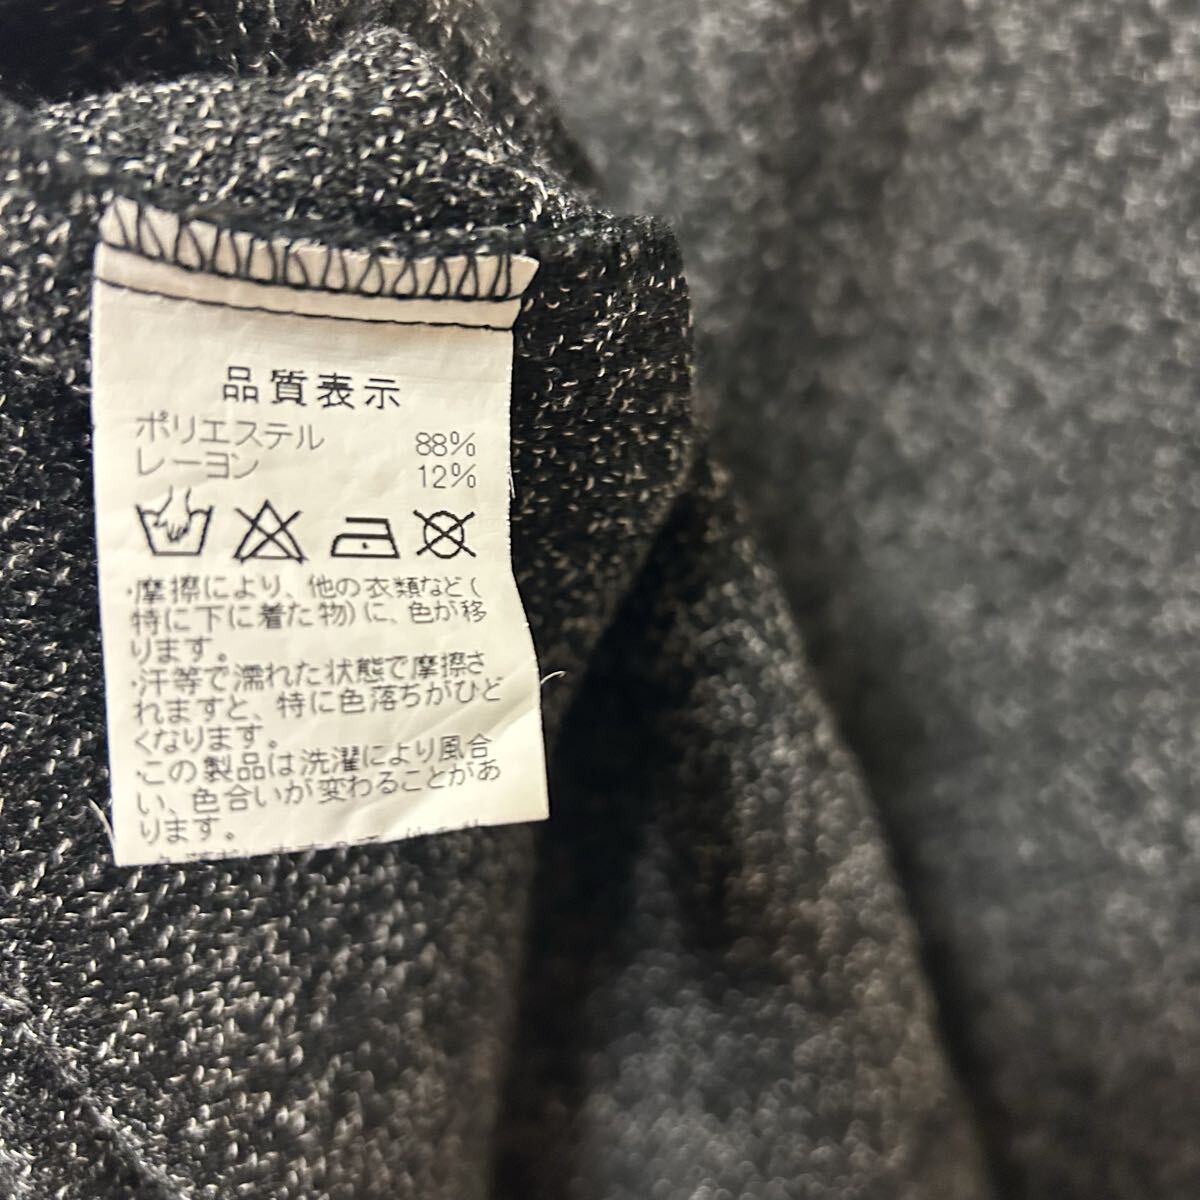 品質表示
ポリエステル 88%
レーヨン 12%
・摩擦により、他の衣類など(
特に下に着た物)に、色が移
ります。
・汗等で濡れた状態で摩擦さ
れますと、特に色落ちがひど
くなります。
・この製品は洗濯により風合
い、色合いが変わることがあ
ります。